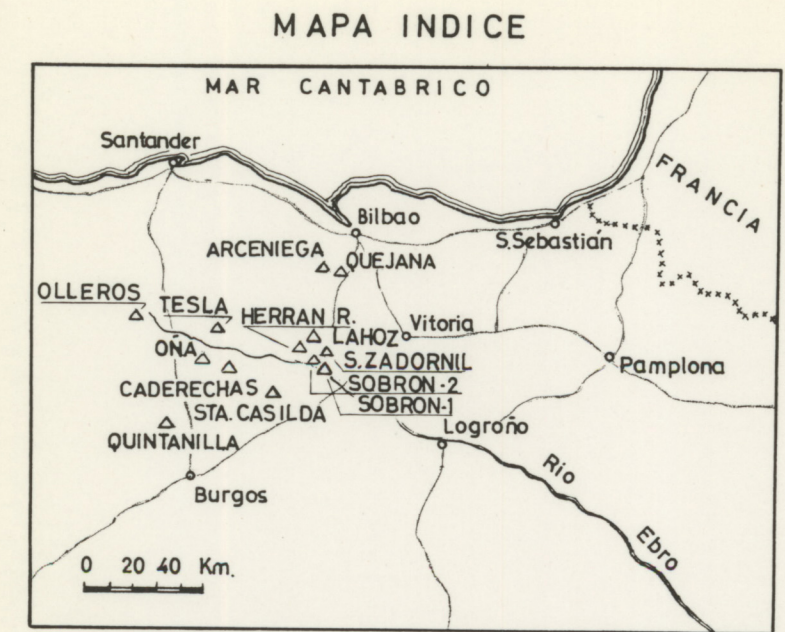 MAPA INDICE
MAR CANTABRICO
Santander
FRANCIA
Bilbao
S.Sebastián
ARCENIEGA
QUEJANA
OLLEROS
TESLA
HERRAN R.
LAHOZ
Vitoria
OÑA
S. ZADORNIL
Pamplona
CADERECHAS
SOBRON-2
STA. CASILDA
SOBRON-1
QUINTANILLA
Logroño
Rio
Ebro
Burgos
0 20 40 Km.